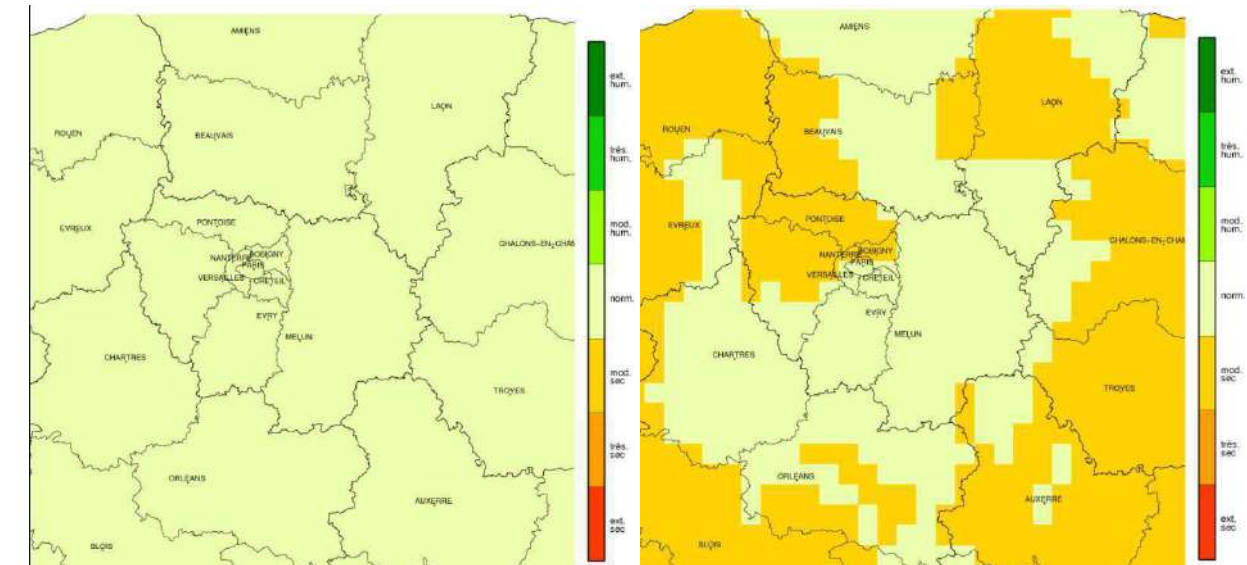 AMIENS
LAON
ROUEN
BEAUVAIS
PONTOISE
EVREUX
CHALONS-EN-CHAM
NANTERRE
BOBIGNY
PARIS
VERSAILLES
CRETEIL
EVRY
MELUN
CHARTRES
TROYES
ORLEANS
AUXERRE
BLOIS
ext.
hum.
très.
hum.
mod.
hum.
norm.
mod.
sec
très.
sec
ext.
sec
AMIENS
LAON
ROUEN
BEAUVAIS
PONTOISE
EVREUX
CHALONS-EN-CHAM
NANTERRE
BOBIGNY
PARIS
VERSAILLES
CRETEIL
EVRY
MELUN
CHARTRES
TROYES
ORLEANS
AUXERRE
BLOIS
ext.
hum.
très.
hum.
mod.
hum.
norm.
mod.
sec
très.
sec
ext.
sec